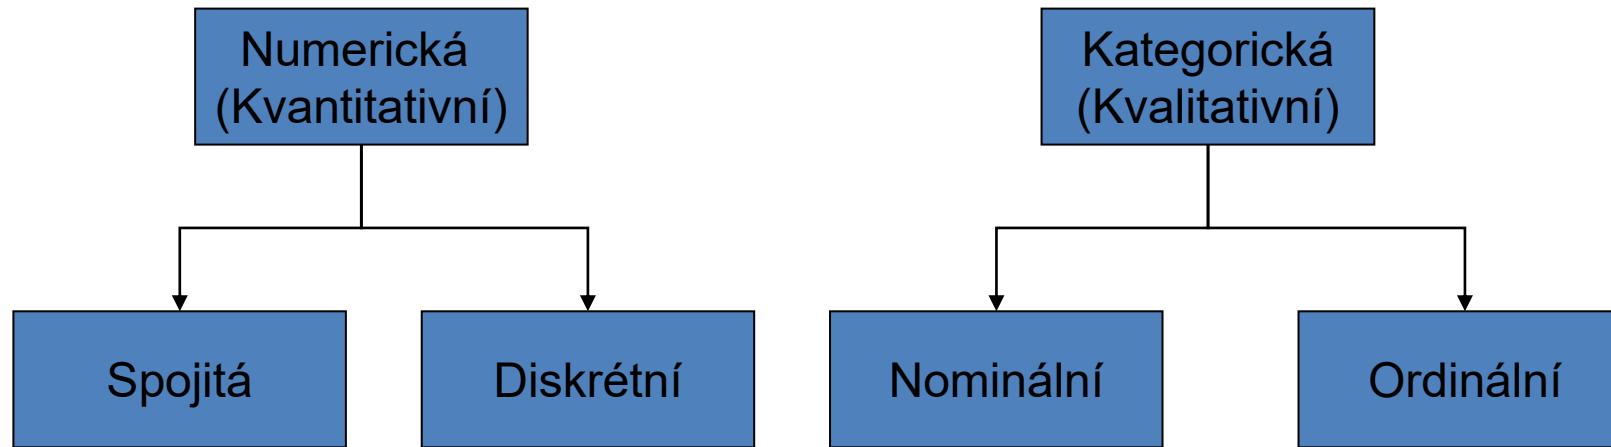 Numerická
(Kvantitativní)
Kategorická
(Kvalitativní)
Spojitá
Diskrétní
Nominální
Ordinální